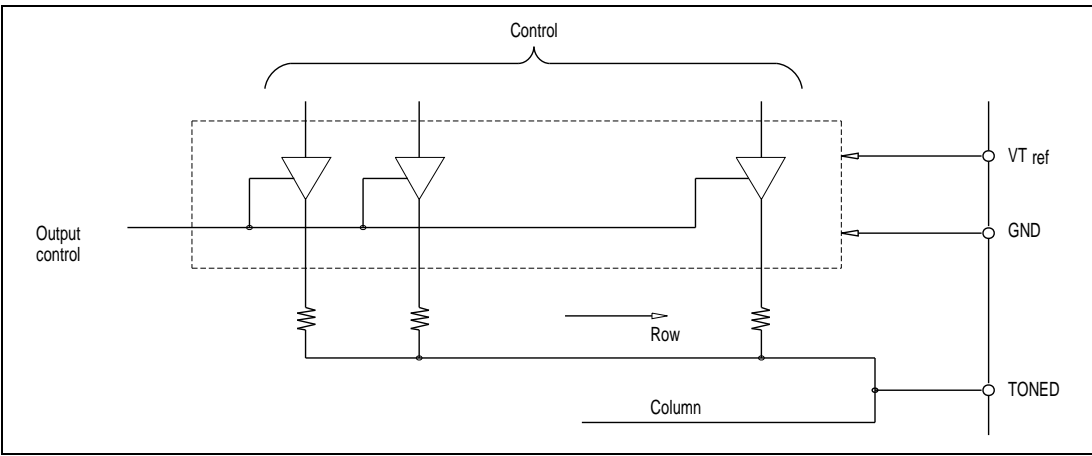 Control
VT ref
GND
Output
control
Row
TONED
Column